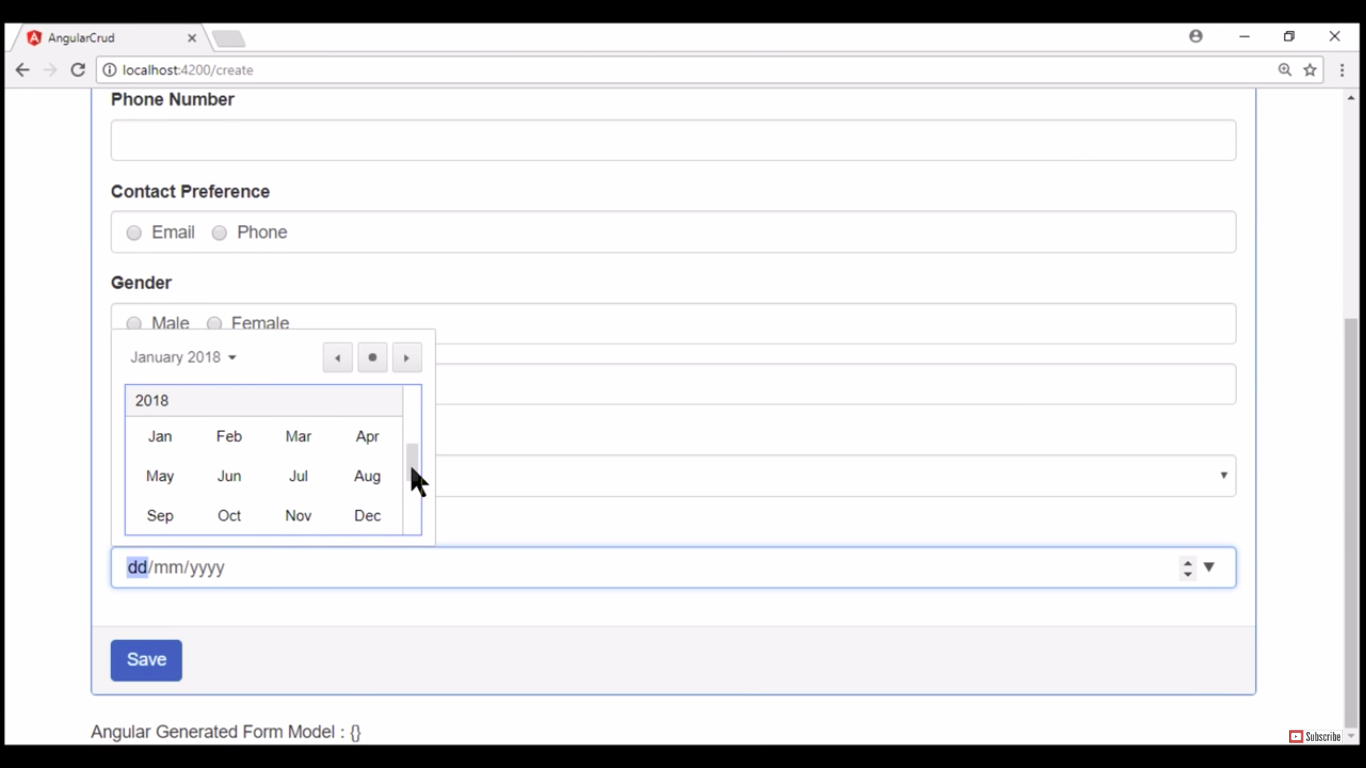 AngularCrud
localhost:4200/create
Phone Number
Contact Preference
Email Phone
Gender
Male Female
January 2018
2018
Jan Feb Mar Apr
May Jun Jul Aug
Sep Oct Nov Dec
dd/mm/yyyy
Save
Angular Generated Form Model : {}
Subscribe